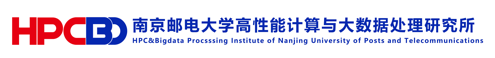 HPCBD 南京邮电大学高性能计算与大数据处理研究所
HPC&Bigdata Procsssing Institute of Nanjing University of Posts and Telecommunications